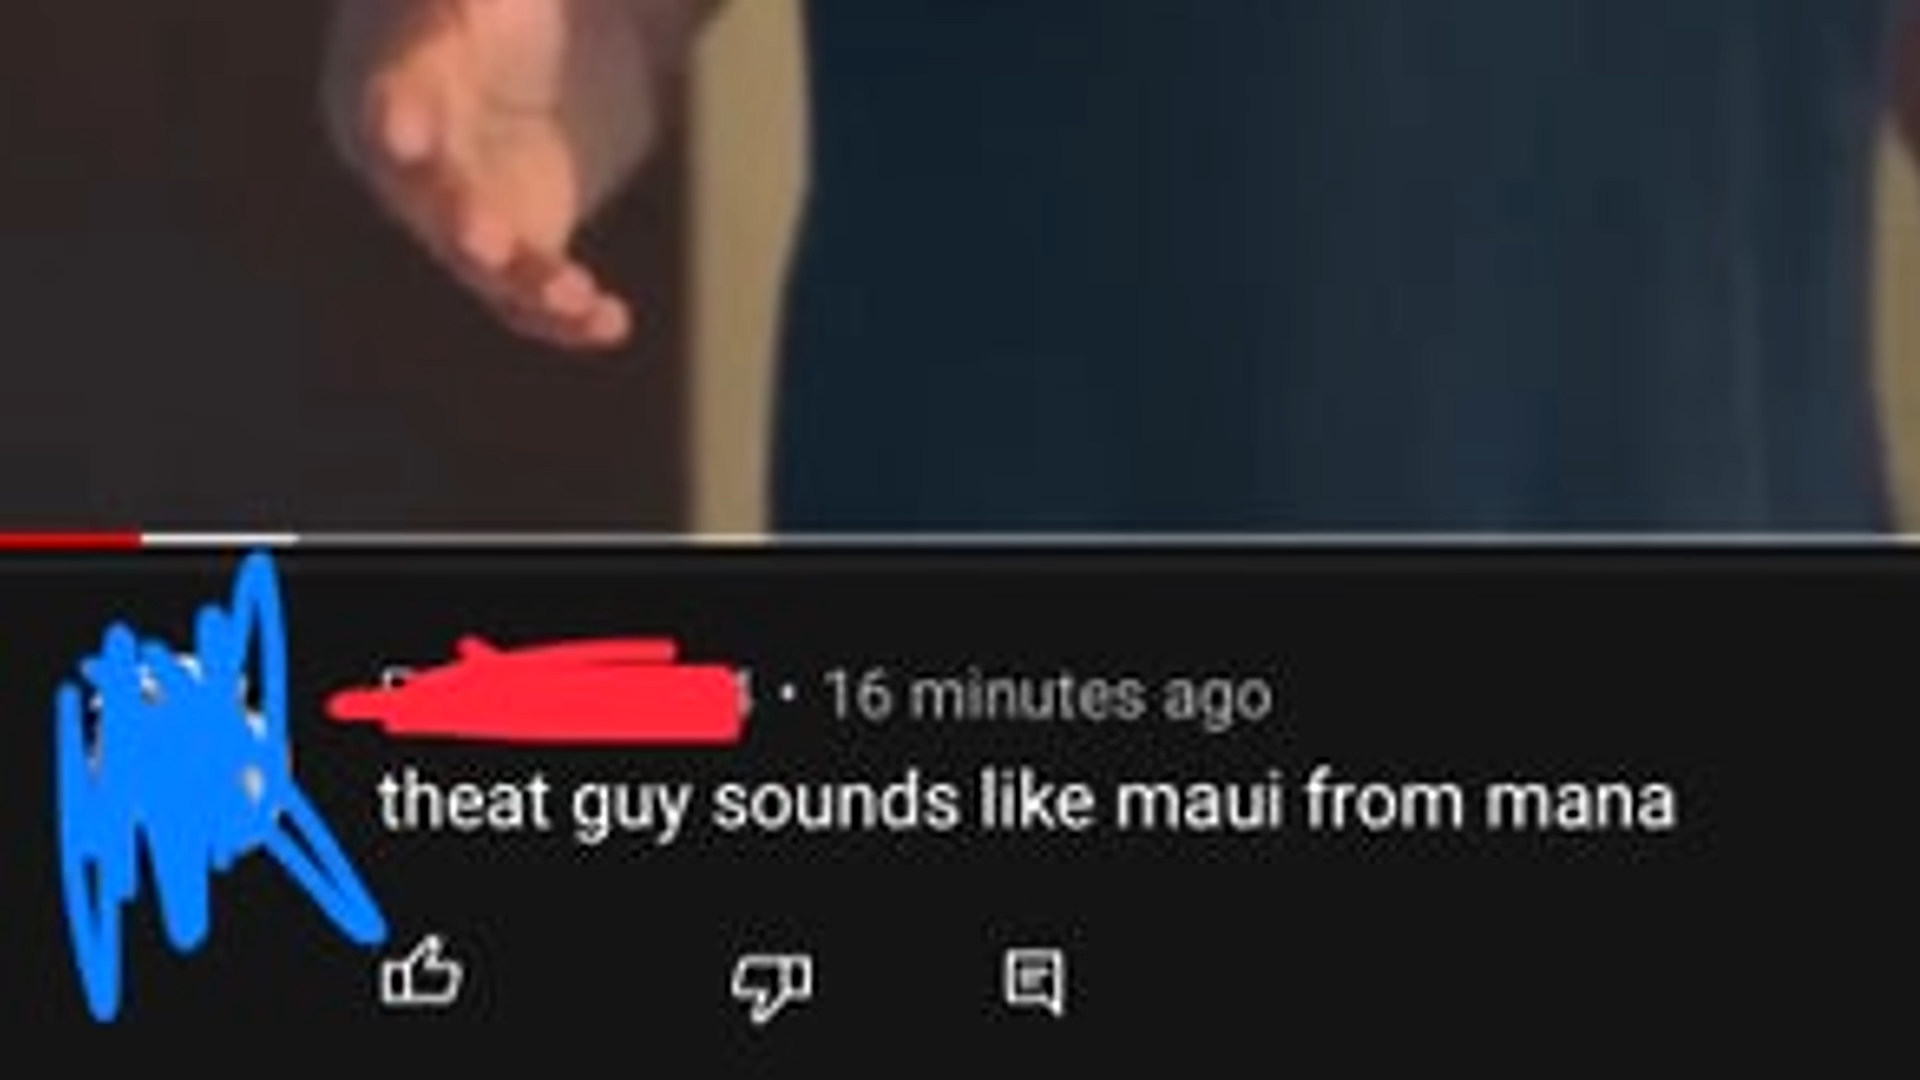 • 16 minutes ago
theat guy sounds like maui from mana